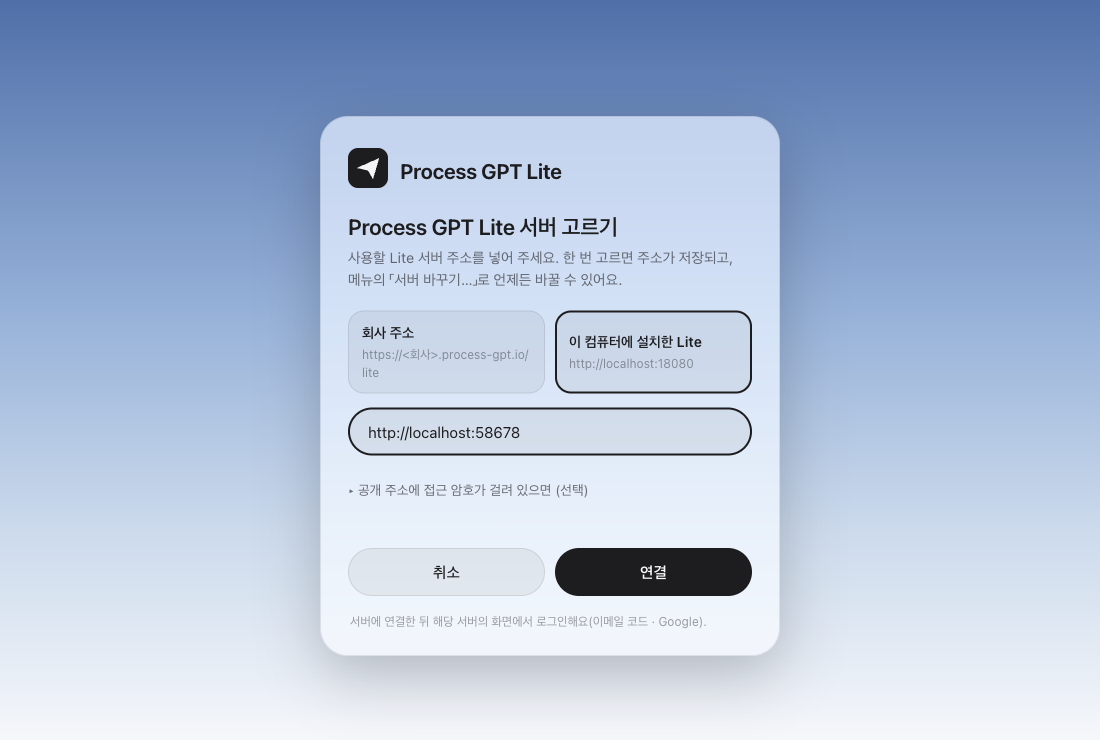 Process GPT Lite
Process GPT Lite 서버 고르기
사용할 Lite 서버 주소를 넣어 주세요. 한 번 고르면 주소가 저장되고,
메뉴의 「서버 바꾸기…」로 언제든 바꿀 수 있어요.
회사 주소
https://<회사>.process-gpt.io/
lite
이 컴퓨터에 설치한 Lite
http://localhost:18080
http://localhost:58678
▸ 공개 주소에 접근 암호가 걸려 있으면 (선택)
취소
연결
서버에 연결한 뒤 해당 서버의 화면에서 로그인해요(이메일 코드 · Google).